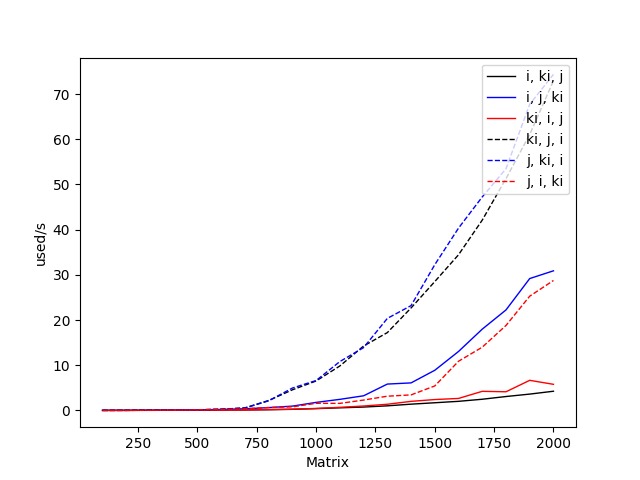 70
60
50
40
30
20
10
0
used/s
i, ki, j
i, j, ki
ki, i, j
ki, j, i
j, ki, i
j, i, ki
250 500 750 1000 1250 1500 1750 2000
Matrix